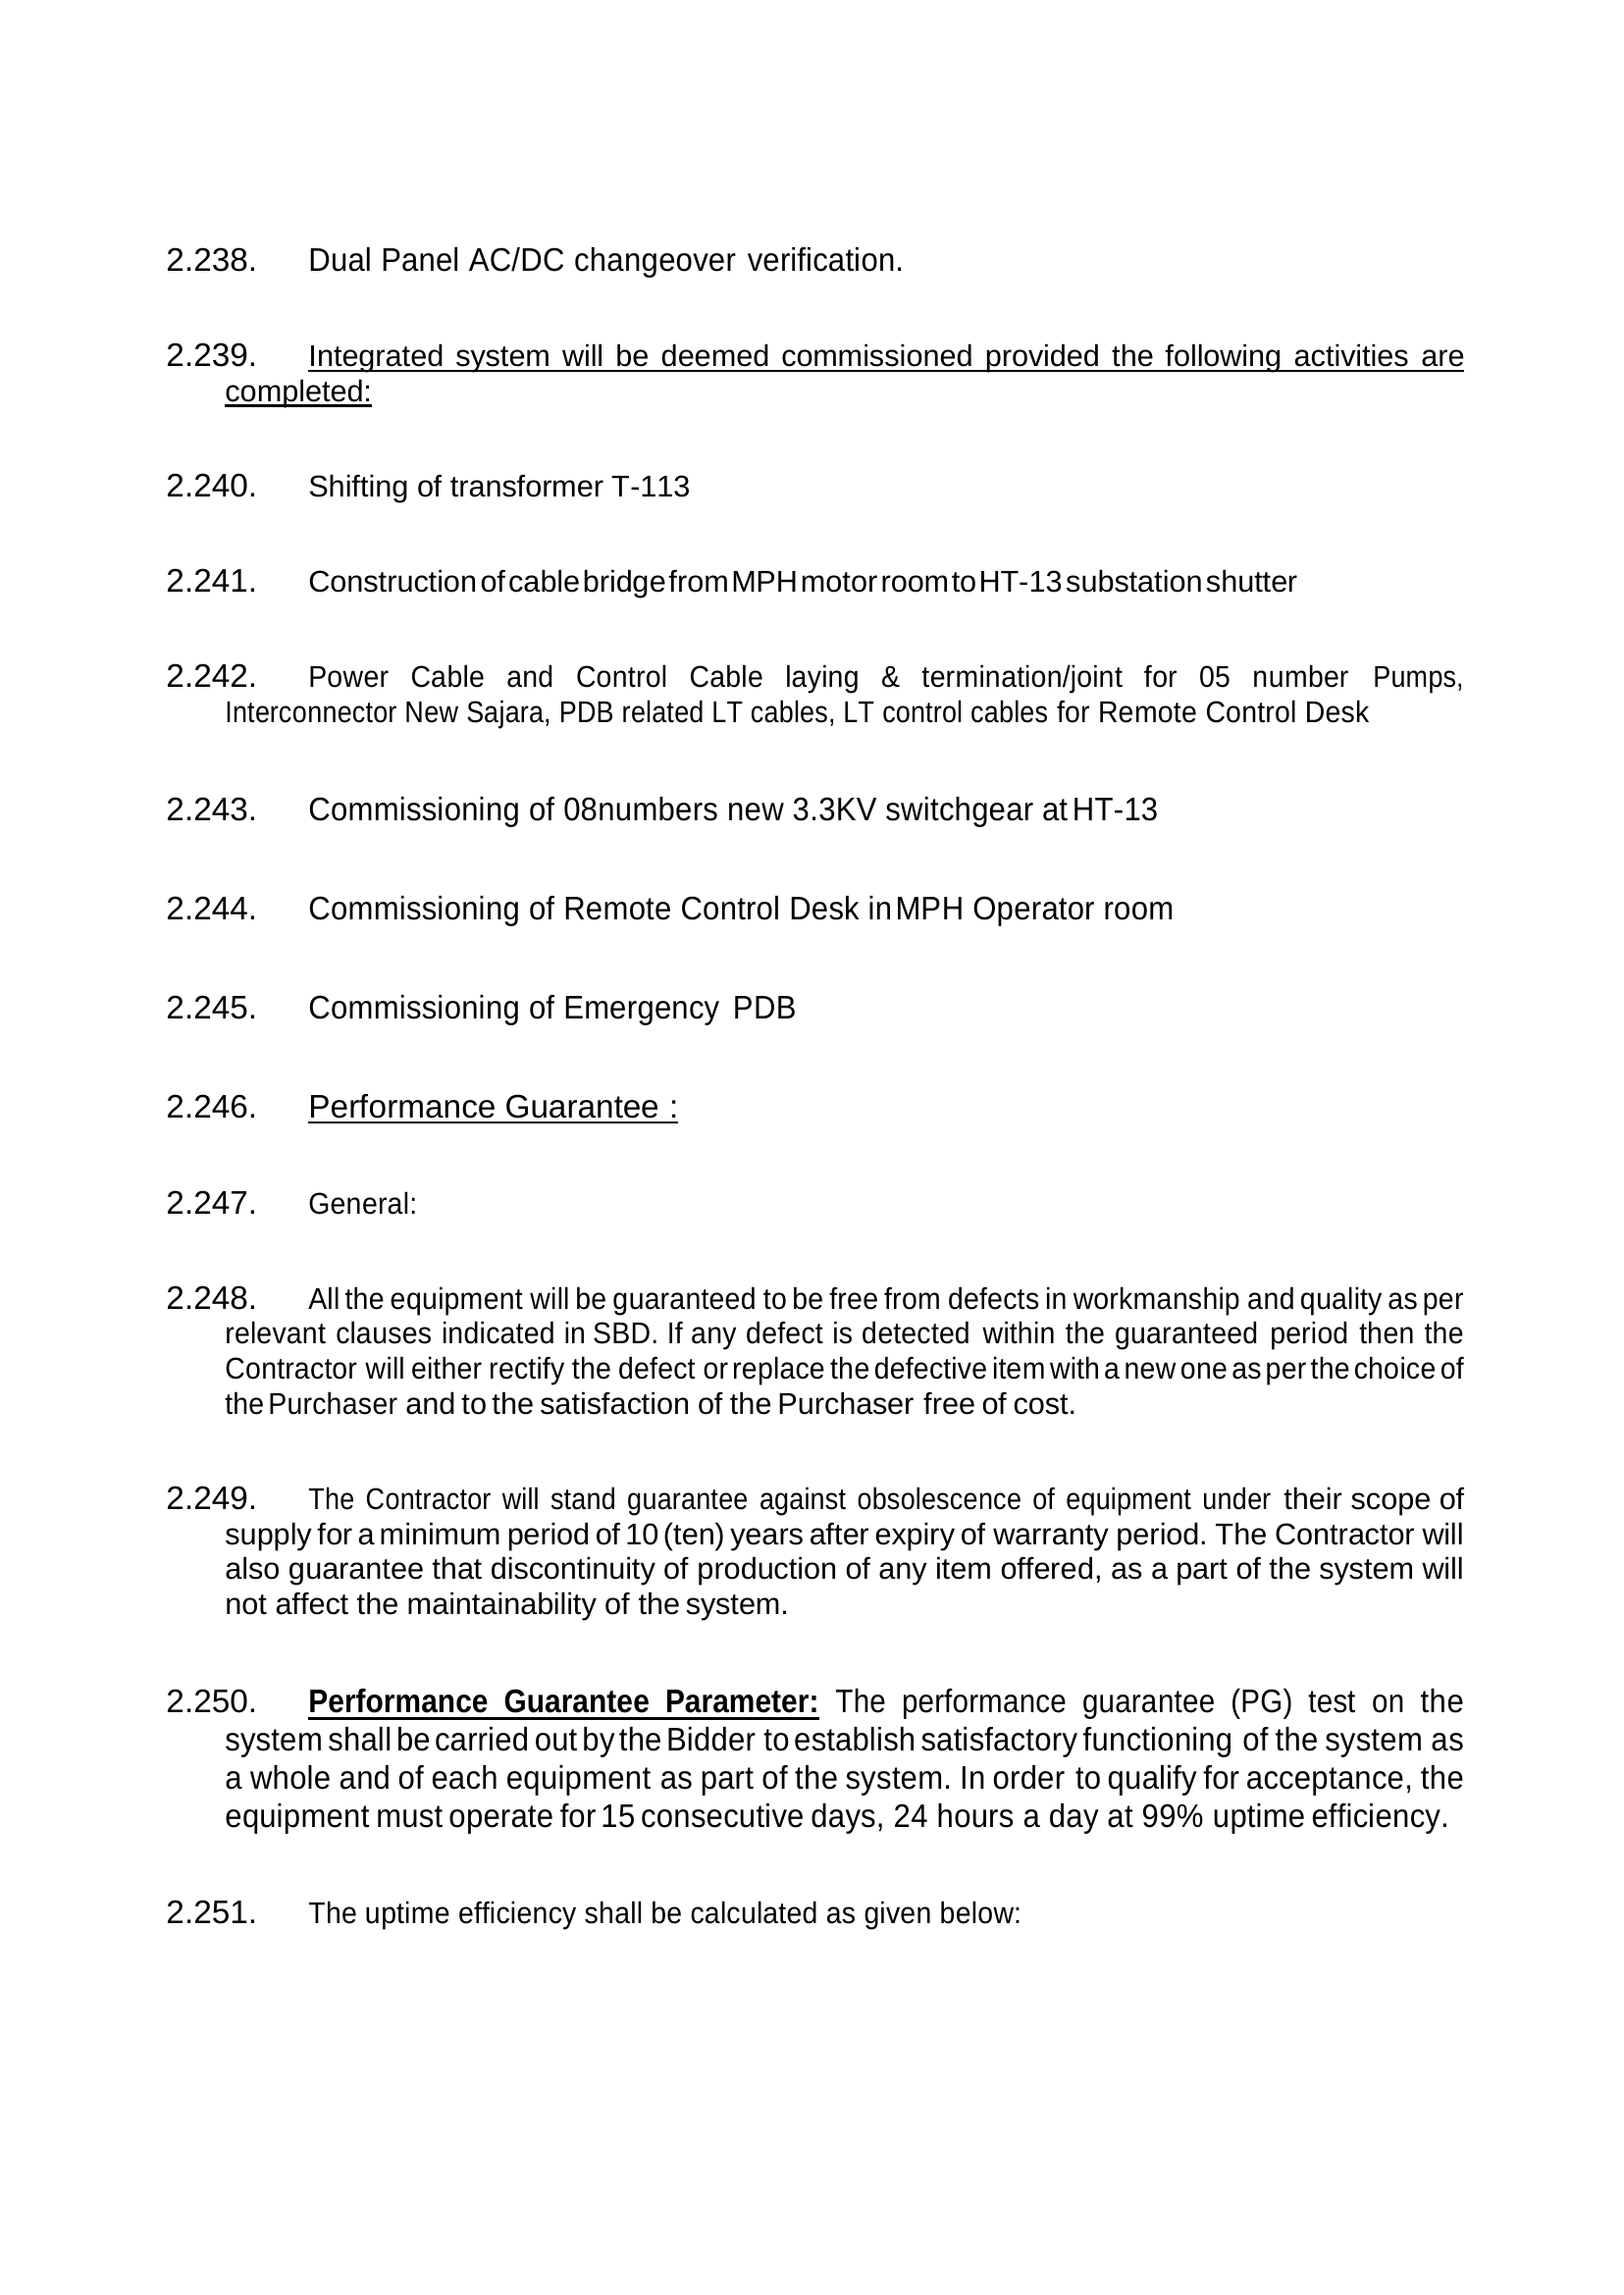 2.238. Dual Panel AC/DC changeover verification.
2.239. Integrated system will be deemed commissioned provided the following activities are
completed:
2.240. Shifting of transformer T-113
2.241. Construction of cable bridge from MPH motor room to HT-13 substation shutter
2.242. Power Cable and Control Cable laying & termination/joint for 05 number Pumps,
Interconnector New Sajara, PDB related LT cables, LT control cables for Remote Control Desk
2.243. Commissioning of 08numbers new 3.3KV switchgear at HT-13
2.244. Commissioning of Remote Control Desk in MPH Operator room
2.245. Commissioning of Emergency PDB
2.246. Performance Guarantee :
2.247. General:
2.248. All the equipment will be guaranteed to be free from defects in workmanship and quality as per
relevant clauses indicated in SBD. If any defect is detected within the guaranteed period then the
Contractor will either rectify the defect or replace the defective item with a new one as per the choice of
the Purchaser and to the satisfaction of the Purchaser free of cost.
2.249. The Contractor will stand guarantee against obsolescence of equipment under their scope of
supply for a minimum period of 10 (ten) years after expiry of warranty period. The Contractor will
also guarantee that discontinuity of production of any item offered, as a part of the system will
not affect the maintainability of the system.
2.250. Performance Guarantee Parameter: The performance guarantee (PG) test on the
system shall be carried out by the Bidder to establish satisfactory functioning of the system as
a whole and of each equipment as part of the system. In order to qualify for acceptance, the
equipment must operate for 15 consecutive days, 24 hours a day at 99% uptime efficiency.
2.251. The uptime efficiency shall be calculated as given below: